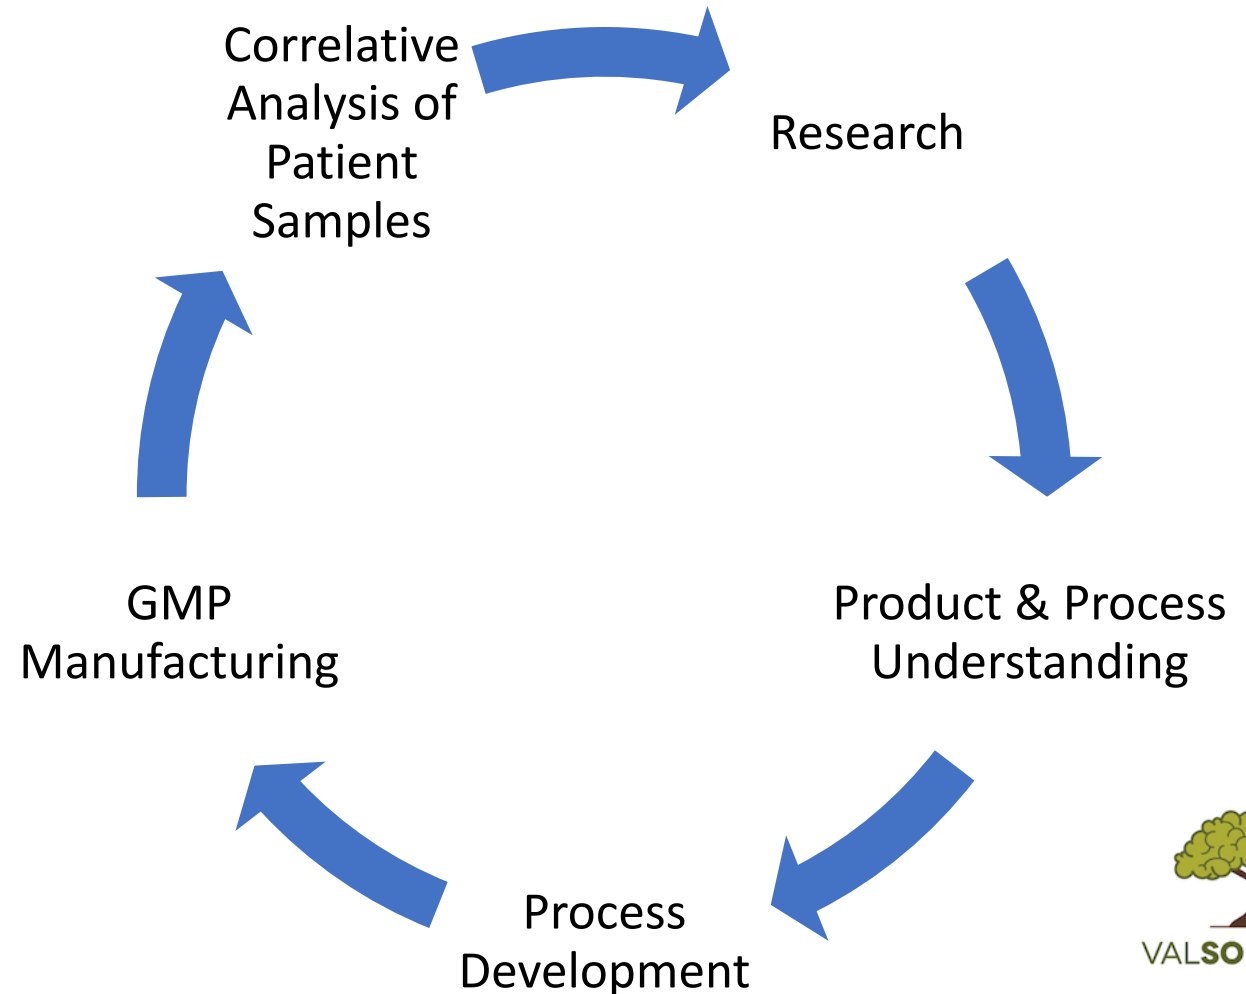 Correlative
Analysis of
Patient
Samples
Research
Product & Process
Understanding
Process
Development
GMP
Manufacturing
VALSO